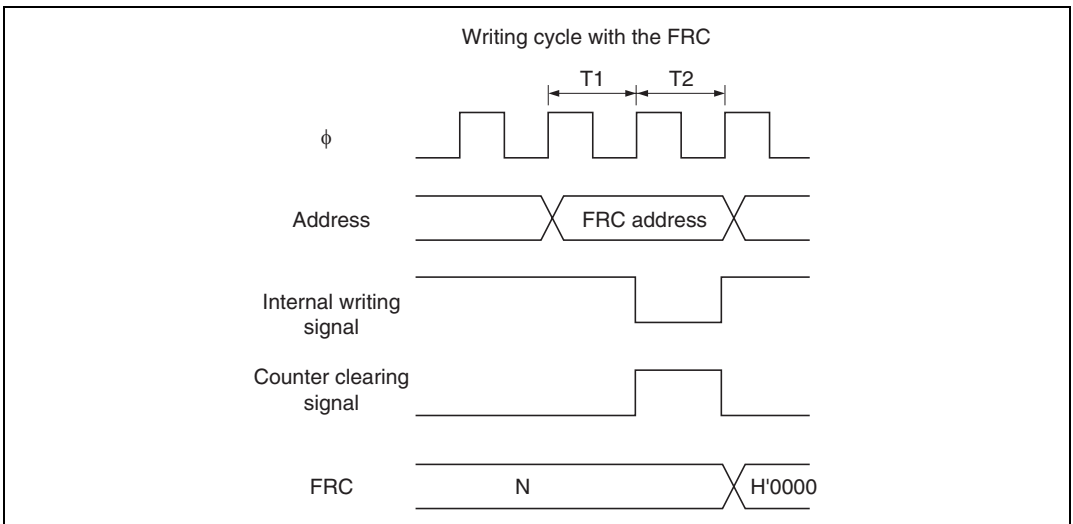 Writing cycle with the FRC
T1 T2
ϕ
Address FRC address
Internal writing
signal
Counter clearing
signal
FRC N H'0000